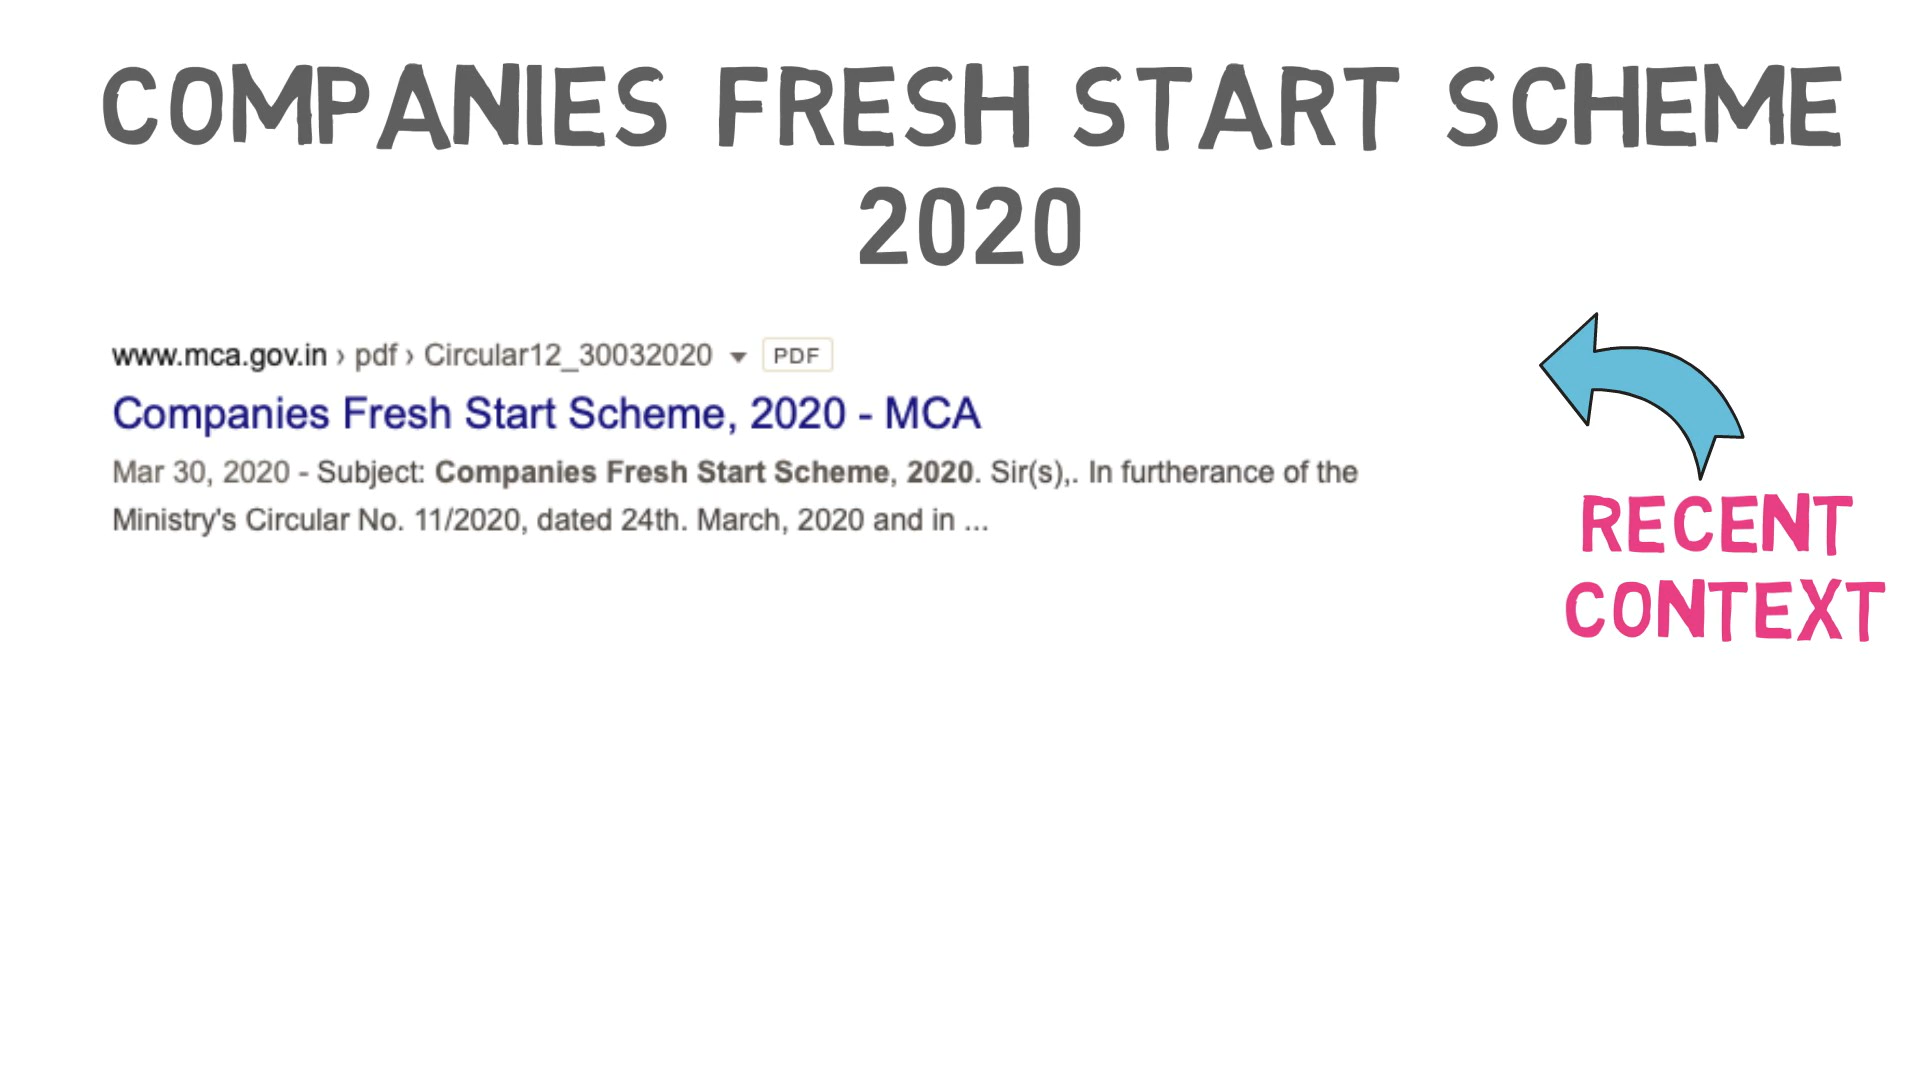 COMPANIES FRESH START SCHEME
2020
www.mca.gov.in › pdf › Circular12_30032020 PDF
Companies Fresh Start Scheme, 2020 - MCA
Mar 30, 2020 - Subject: Companies Fresh Start Scheme, 2020. Sir(s),. In furtherance of the
Ministry's Circular No. 11/2020, dated 24th. March, 2020 and in ...
RECENT
CONTEXT